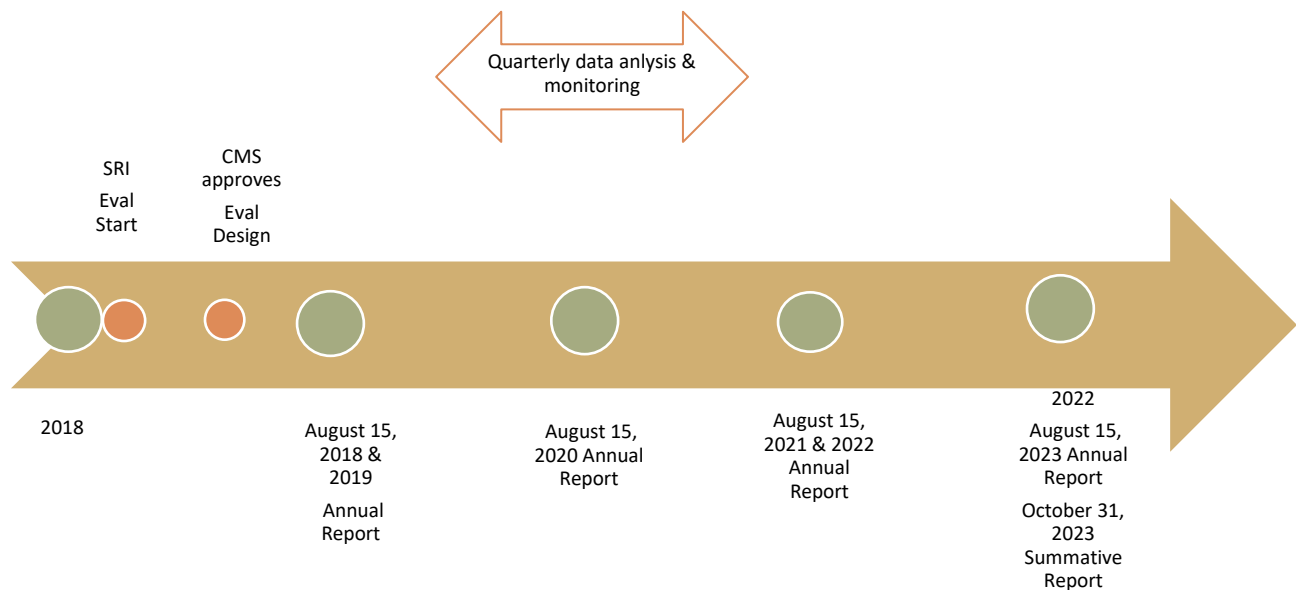 Quarterly data anlysis &
monitoring
SRI
Eval
Start
CMS
approves
Eval
Design
2018
August 15,
2018 &
2019
Annual
Report
August 15,
2020 Annual
Report
August 15,
2021 & 2022
Annual
Report
2022
August 15,
2023 Annual
Report
October 31,
2023
Summative
Report